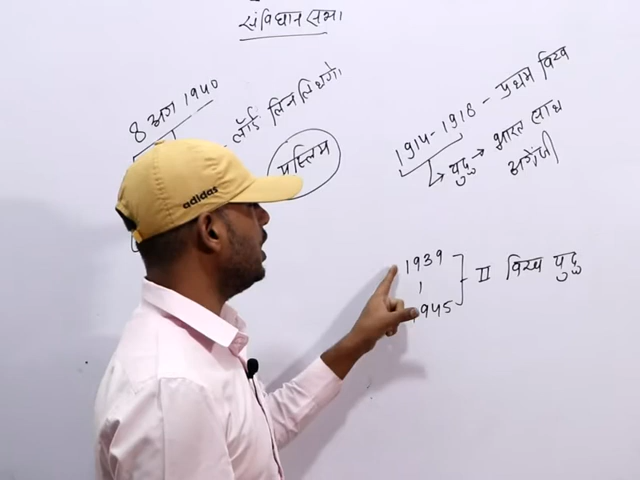 संविधान सभा
8 अग 1940
लॉर्ड लिनलिथगो
मुस्लिम
1914-1918 - प्रथम विश्व
→ युद्ध → भारत साथ
अंग्रेजी
adidas
1939
|
1945
II विश्व युद्ध